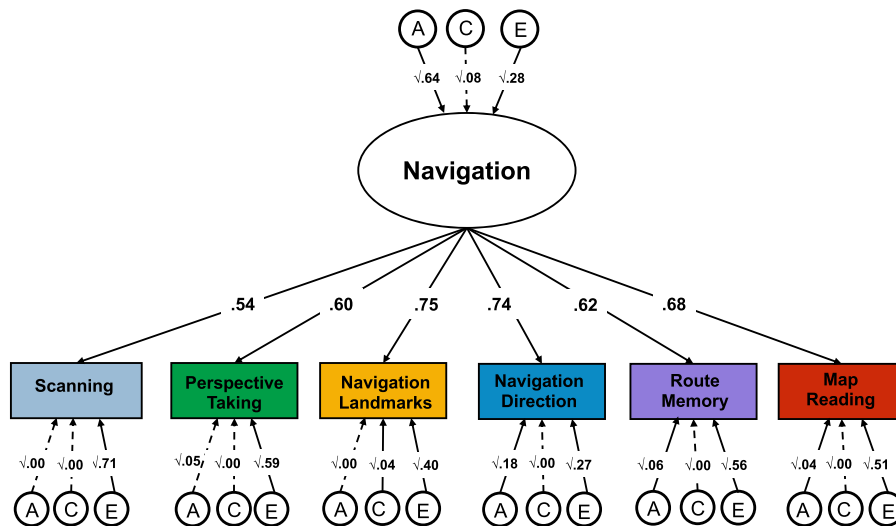 A C E
√.64 √.08 √.28
Navigation
.54 .60 .75 .74 .62 .68
Scanning
Perspective
Taking
Navigation
Landmarks
Navigation
Direction
Route
Memory
Map
Reading
√.00 √.00 √.71
√.05 √.00 √.59
√.00 √.04 √.40
√.18 √.00 √.27
√.06 √.00 √.56
√.04 √.00 √.51
A C E
A C E
A C E
A C E
A C E
A C E